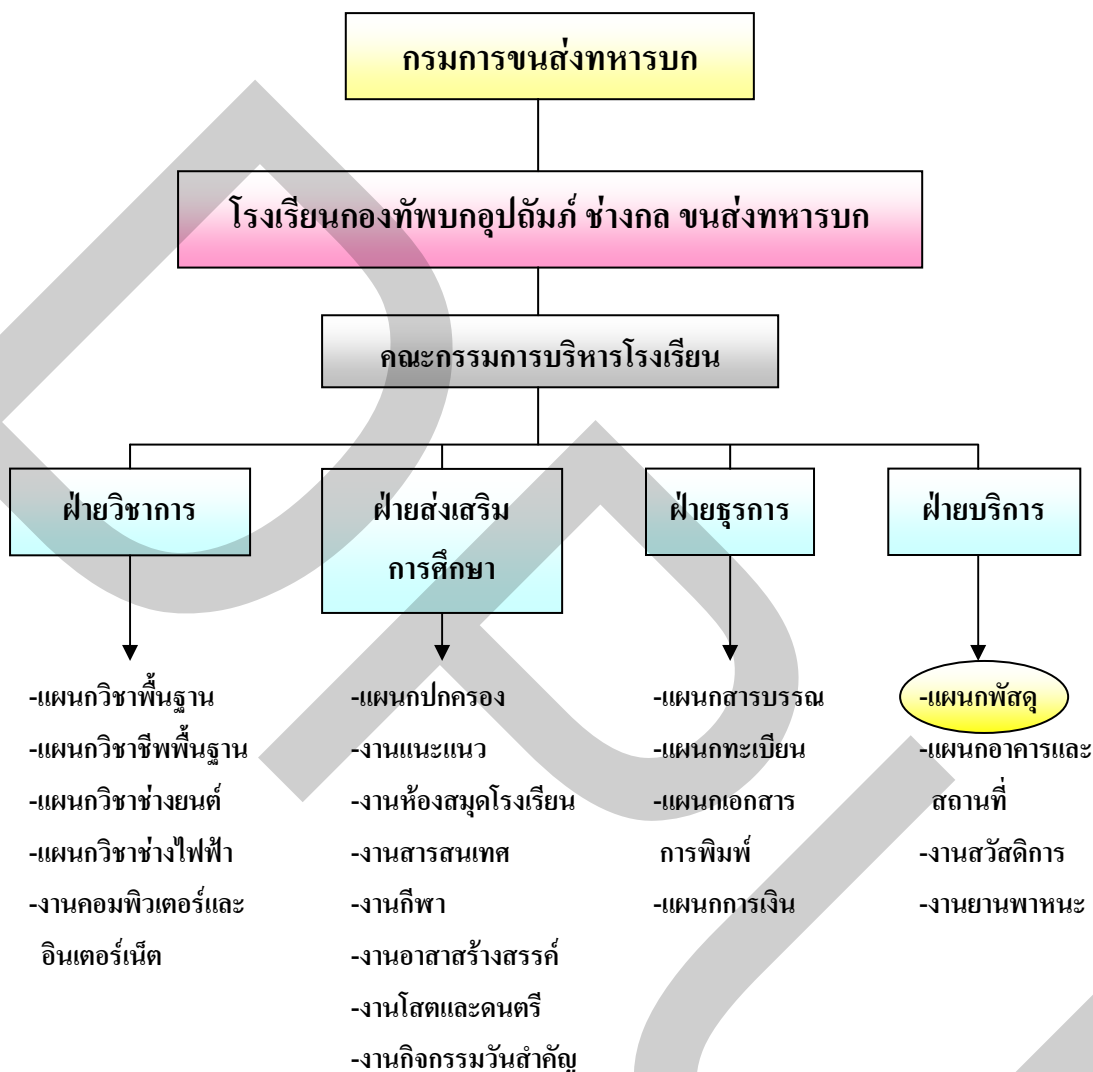 กรมการขนส่งทหารบก
โรงเรียนกองทัพบกอุปถัมภ์ ช่างกล ขนส่งทหารบก
คณะกรรมการบริหารโรงเรียน
ฝ่ายวิชาการ
-แผนกวิชาพื้นฐาน
-แผนกวิชาชีพพื้นฐาน
-แผนกวิชาช่างยนต์
-แผนกวิชาช่างไฟฟ้า
-งานคอมพิวเตอร์และ
อินเตอร์เน็ต
ฝ่ายส่งเสริม
การศึกษา
-แผนกปกครอง
-งานแนะแนว
-งานห้องสมุดโรงเรียน
-งานสารสนเทศ
-งานกีฬา
-งานอาสาสร้างสรรค์
-งานโสตและดนตรี
-งานกิจกรรมวันสำคัญ
ฝ่ายธุรการ
-แผนกสารบรรณ
-แผนกทะเบียน
-แผนกเอกสาร
การพิมพ์
-แผนกการเงิน
ฝ่ายบริการ
-แผนกพัสดุ
-แผนกอาคารและ
สถานที่
-งานสวัสดิการ
-งานยานพาหนะ